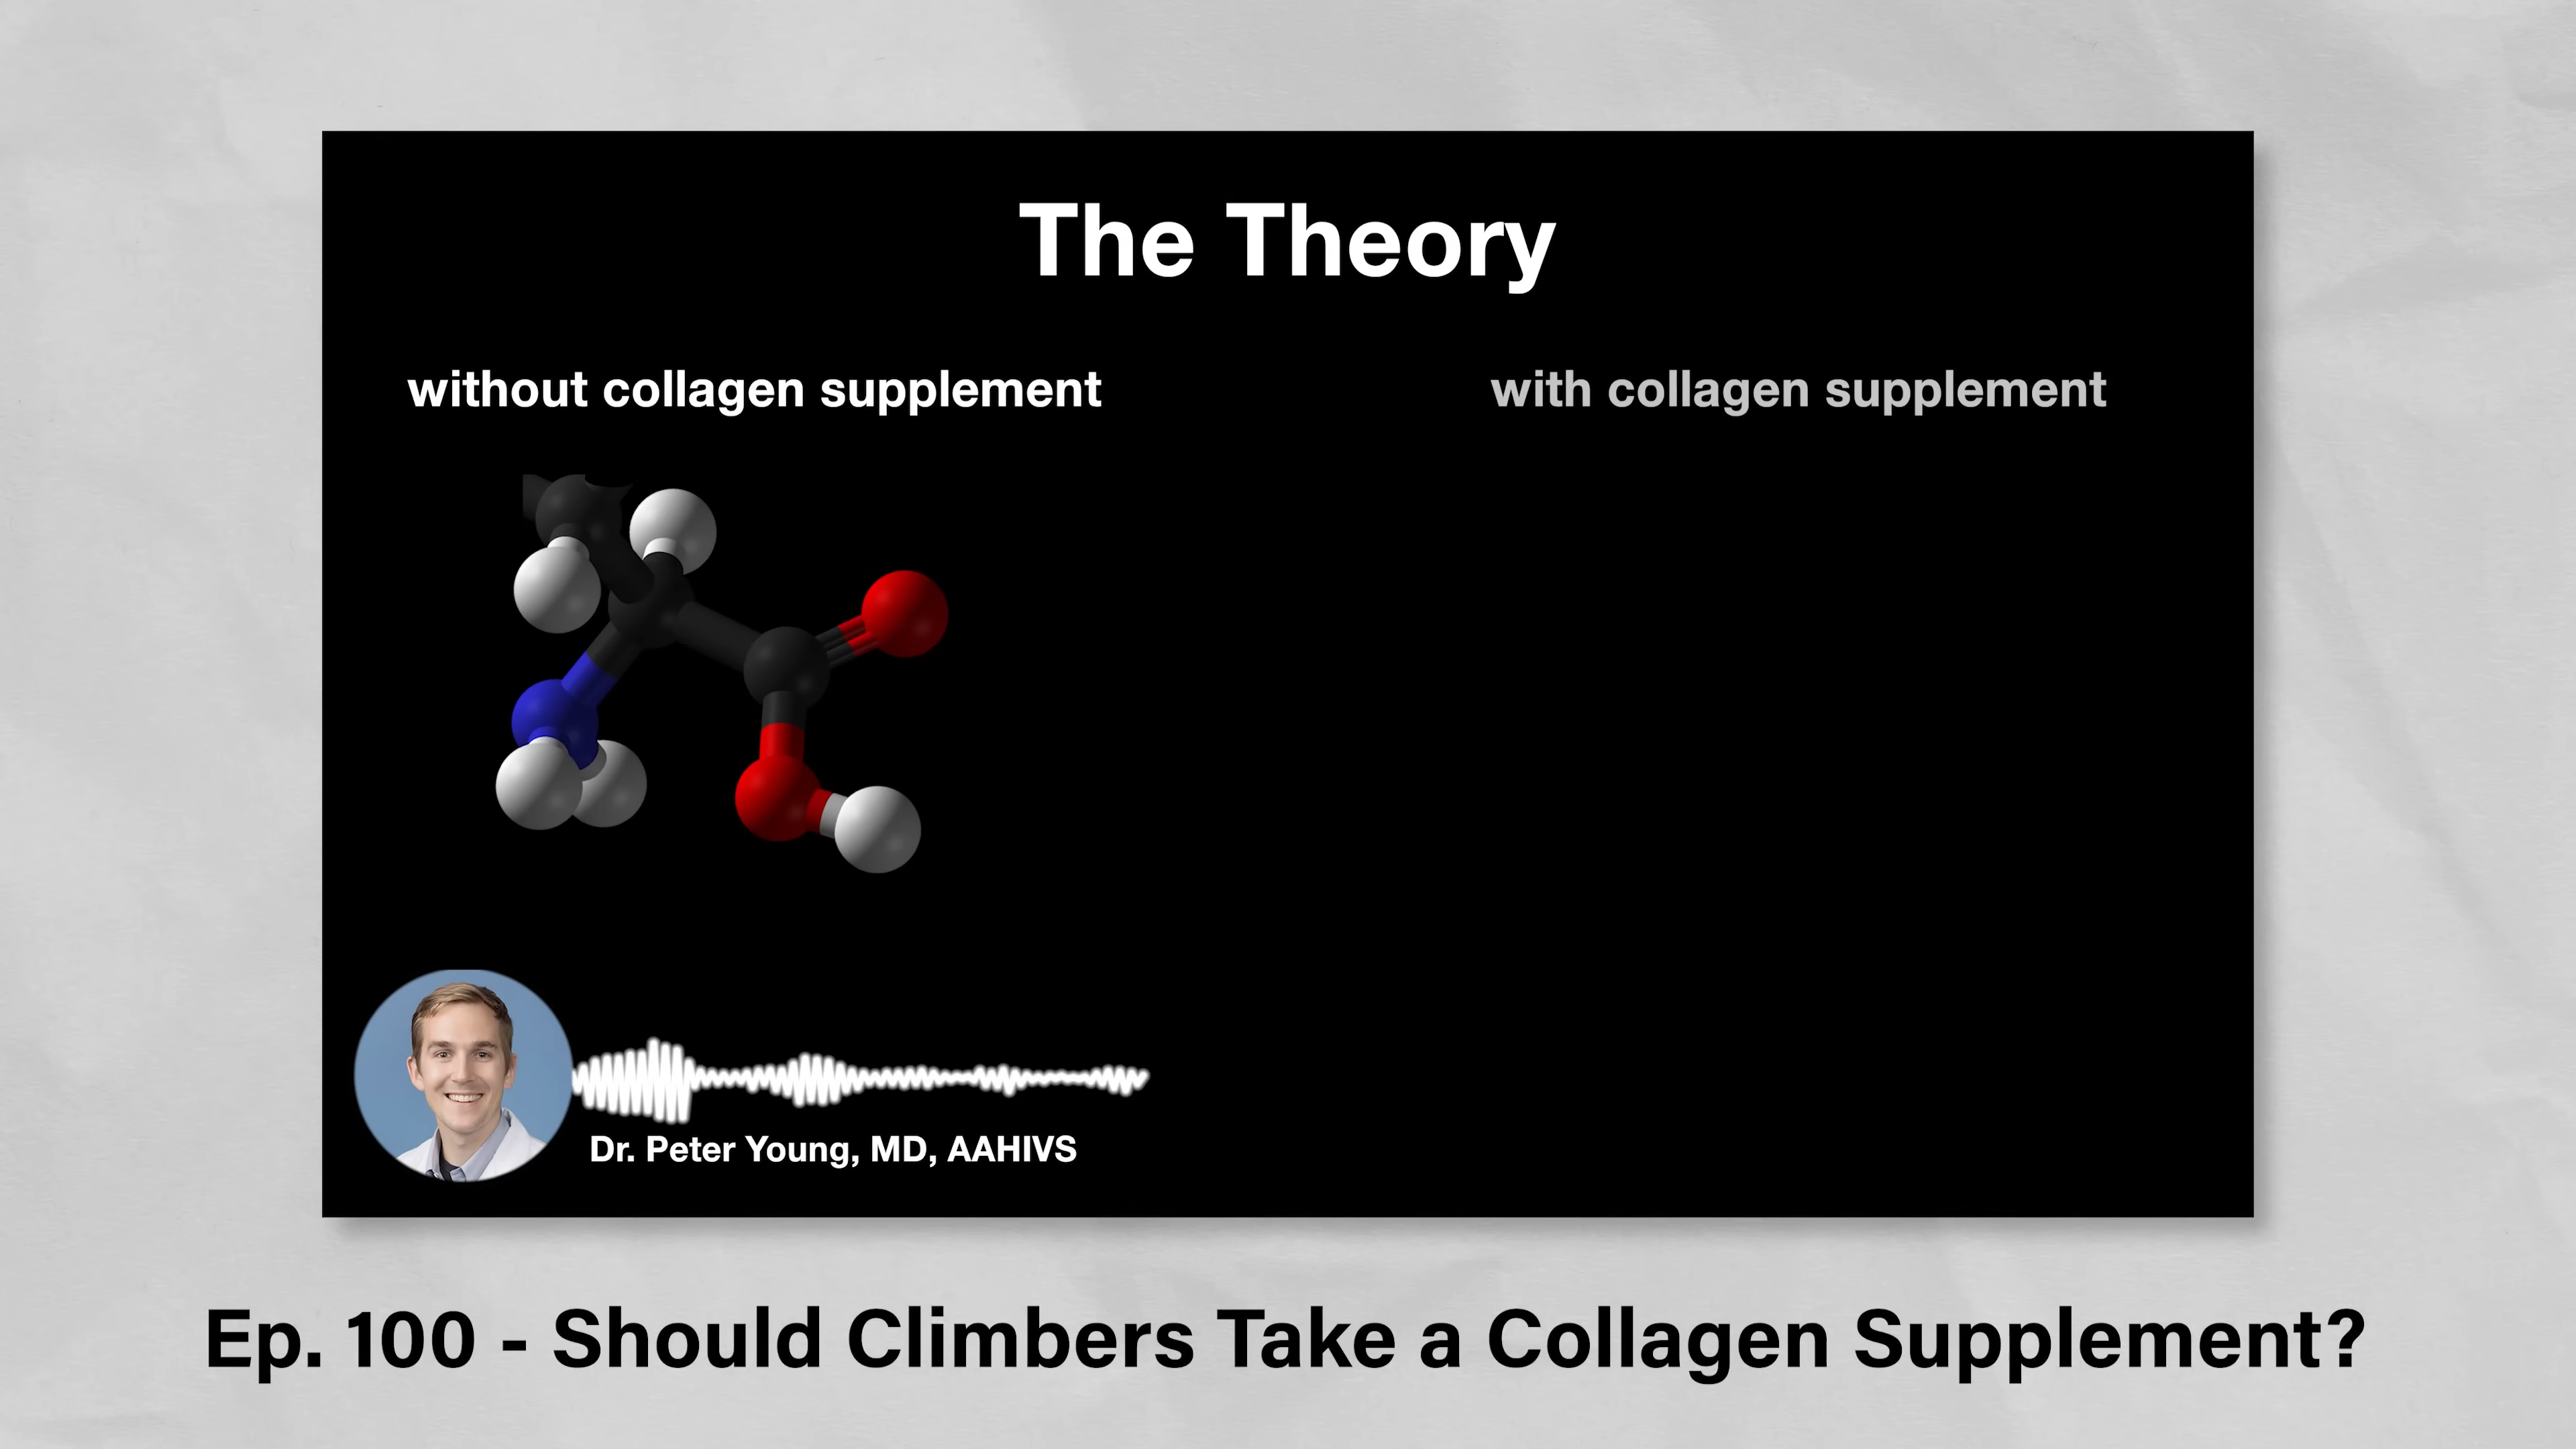 The Theory
without collagen supplement
with collagen supplement
Dr. Peter Young, MD, AAHIVS
Ep. 100 - Should Climbers Take a Collagen Supplement?